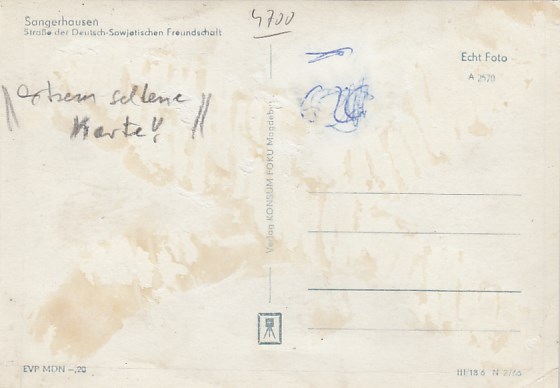 4700
Sangerhausen
Straße der Deutsch-Sowjetischen Freundschaft
Echt Foto
A 2520
extrem seltene
Karte!!
Verlag KONSUM FOKU Magdeburg
EVP MDN –,20
III 18 6 N 2/66